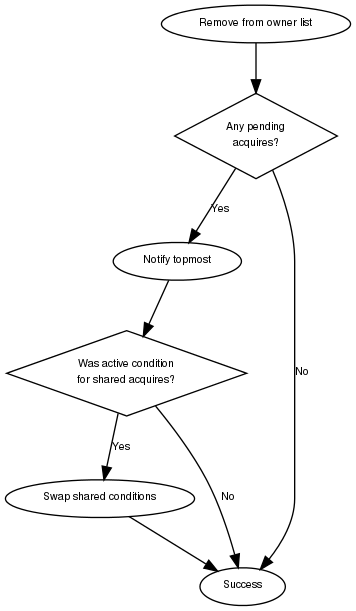 Remove from owner list
Any pending
acquires?
Yes
Notify topmost
Was active condition
for shared acquires?
No
Yes
Swap shared conditions
No
Success